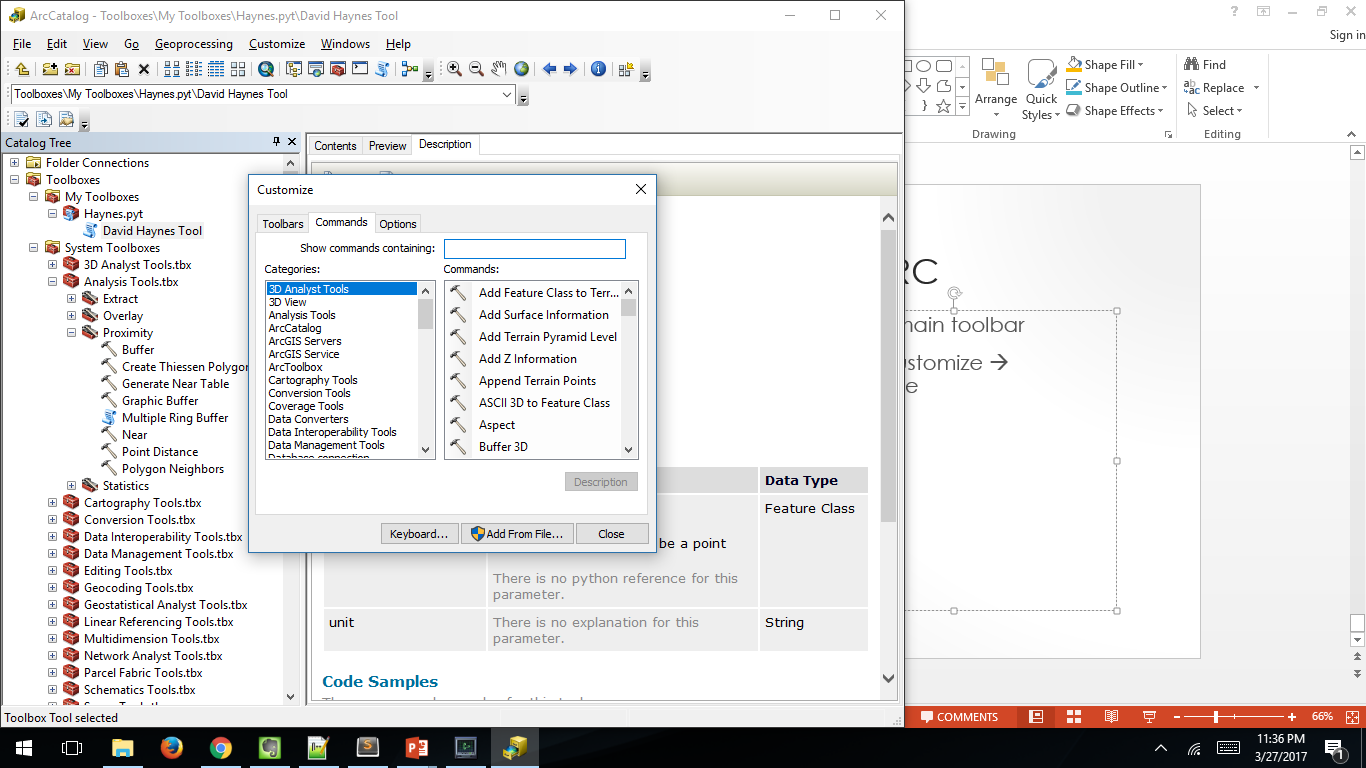 ArcCatalog - Toolboxes\My Toolboxes\Haynes.pyt\David Haynes Tool
File Edit View Go Geoprocessing Customize Windows Help
Toolboxes\My Toolboxes\Haynes.pyt\David Haynes Tool
Catalog Tree
Folder Connections
Toolboxes
My Toolboxes
Haynes.pyt
David Haynes Tool
System Toolboxes
3D Analyst Tools.tbx
Analysis Tools.tbx
Extract
Overlay
Proximity
Buffer
Create Thiessen Polygon
Generate Near Table
Graphic Buffer
Multiple Ring Buffer
Near
Point Distance
Polygon Neighbors
Statistics
Cartography Tools.tbx
Conversion Tools.tbx
Data Interoperability Tools.tbx
Data Management Tools.tbx
Editing Tools.tbx
Geocoding Tools.tbx
Geostatistical Analyst Tools.tbx
Linear Referencing Tools.tbx
Multidimension Tools.tbx
Network Analyst Tools.tbx
Parcel Fabric Tools.tbx
Schematics Tools.tbx
Toolbox Tool selected
Contents Preview Description
Customize
Toolbars Commands Options
Show commands containing:
Categories:
3D Analyst Tools
3D View
Analysis Tools
ArcCatalog
ArcGIS Servers
ArcGIS Service
ArcToolbox
Cartography Tools
Conversion Tools
Coverage Tools
Data Converters
Data Interoperability Tools
Data Management Tools
Database connection
Commands:
Add Feature Class to Terr...
Add Surface Information
Add Terrain Pyramid Level
Add Z Information
Append Terrain Points
ASCII 3D to Feature Class
Aspect
Buffer 3D
Description
Keyboard... Add From File... Close
Data Type
Feature Class
be a point
There is no python reference for this
parameter.
unit There is no explanation for this String
parameter.
Code Samples
Sign in
Arrange
Quick
Styles
Shape Fill
Shape Outline
Shape Effects
Drawing
Find
Replace
Select
Editing
RC
main toolbar
ustomize →
e
COMMENTS
66%
11:36 PM
3/27/2017
1